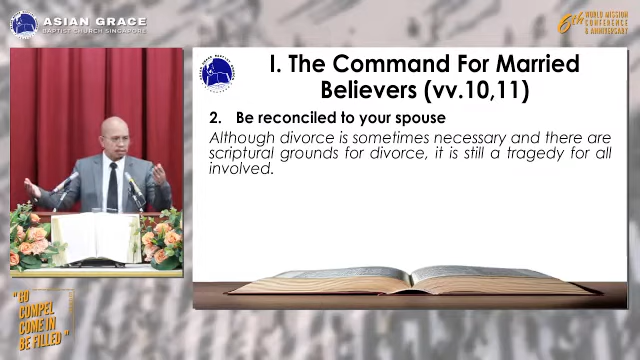 ASIAN GRACE
BAPTIST CHURCH SINGAPORE
6th WORLD MISSION
CONFERENCE
& ANNIVERSARY
I. The Command For Married
Believers (vv.10,11)
2. Be reconciled to your spouse
Although divorce is sometimes necessary and there are
scriptural grounds for divorce, it is still a tragedy for all
involved.
"GO
COMPEL
COME IN
BE FILLED"